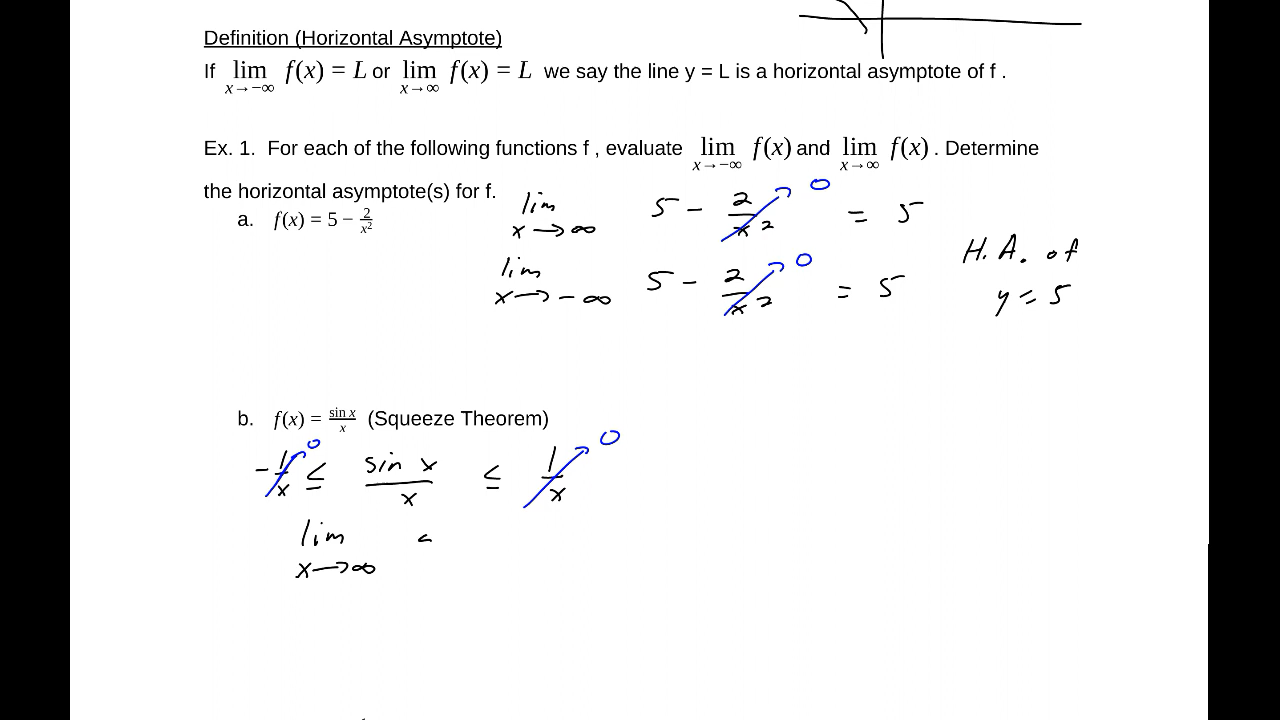 Definition (Horizontal Asymptote)
If lim x→−∞ f(x) = L or lim x→∞ f(x) = L we say the line y = L is a horizontal asymptote of f .
Ex. 1. For each of the following functions f , evaluate lim x→−∞ f(x) and lim x→∞ f(x) . Determine
the horizontal asymptote(s) for f.
a. f(x) = 5 − 2/x²
lim x→∞ 5 − 2/x² 0 = 5
lim x→−∞ 5 − 2/x² 0 = 5
H.A. of
y = 5
b. f(x) = sin x/x (Squeeze Theorem)
−1/x 0 ≤ sin x/x ≤ 1/x 0
lim x→∞